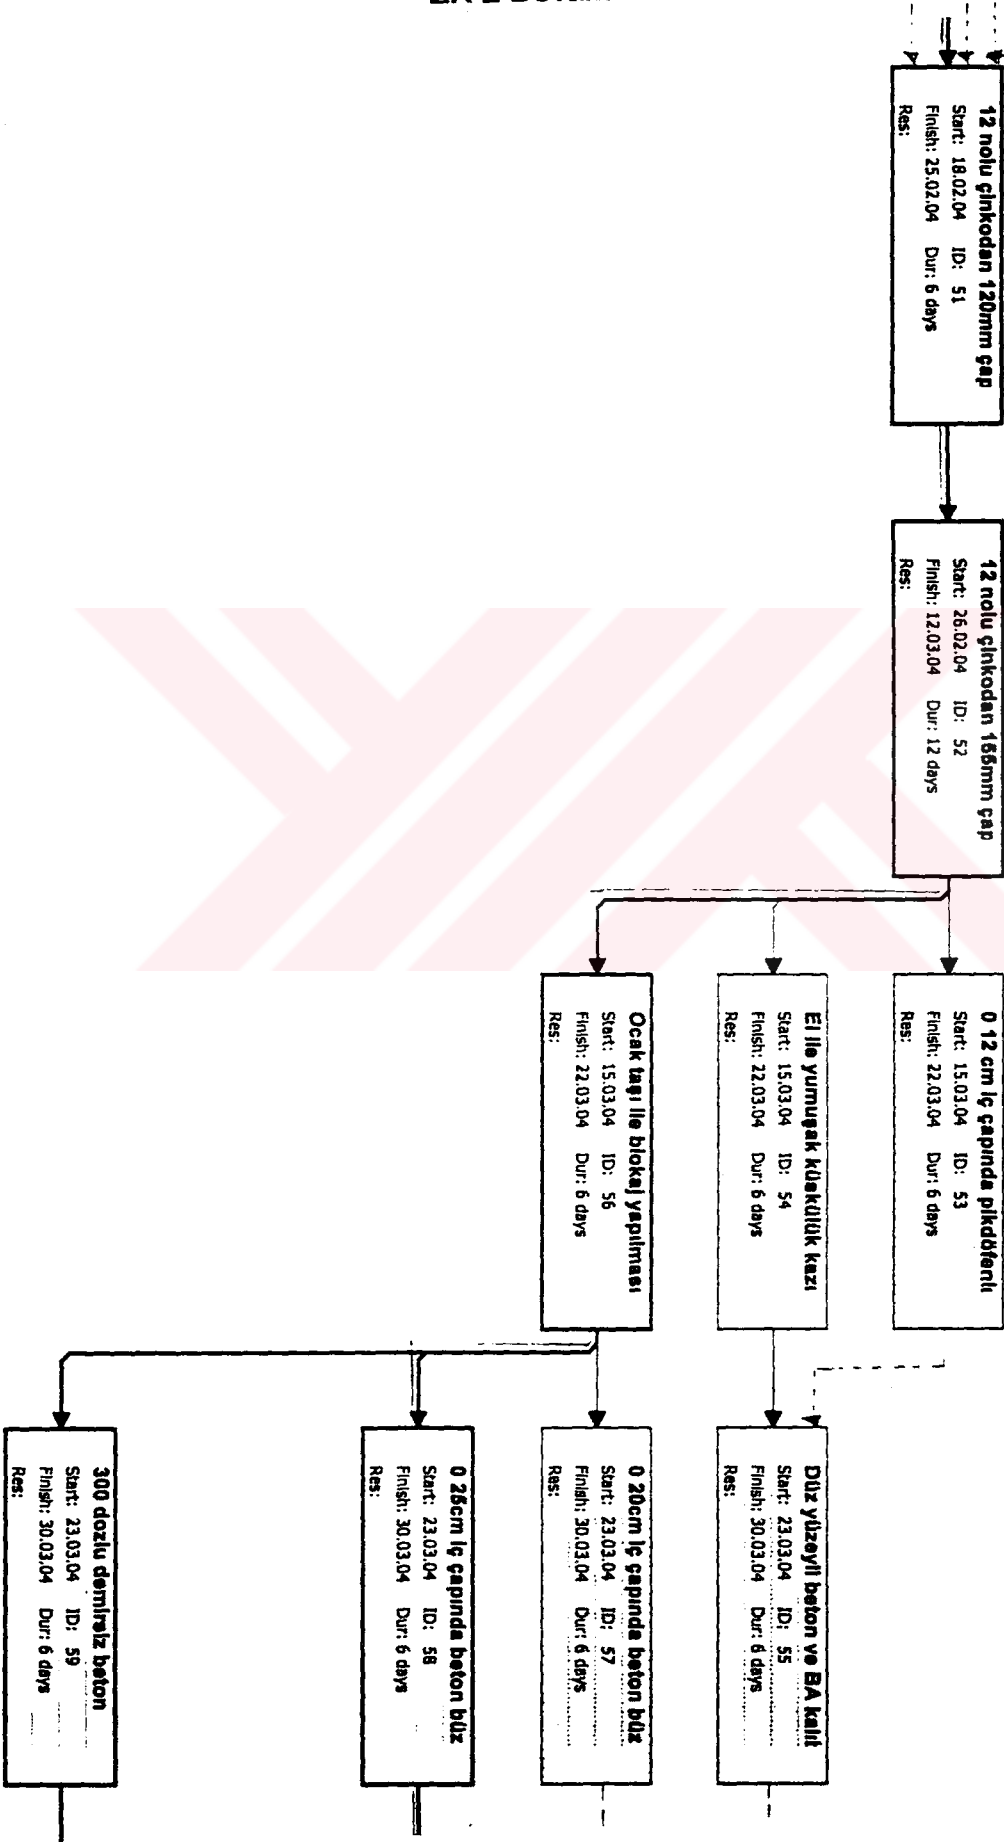 12 nolu çinkodan 120mm çap
Start: 18.02.04 ID: 51
Finish: 25.02.04 Dur: 6 days
Res:
12 nolu çinkodan 156mm çap
Start: 26.02.04 ID: 52
Finish: 12.03.04 Dur: 12 days
Res:
0 12 cm iç çapında pikdöfenli
Start: 15.03.04 ID: 53
Finish: 22.03.04 Dur: 6 days
Res:
El ile yumuşak küskülük kazı
Start: 15.03.04 ID: 54
Finish: 22.03.04 Dur: 6 days
Res:
Ocak taşı ile blokaj yapılması
Start: 15.03.04 ID: 56
Finish: 22.03.04 Dur: 6 days
Res:
Düz yüzeyli beton ve BA kalıt
Start: 23.03.04 ID: 55
Finish: 30.03.04 Dur: 6 days
Res:
0 20cm iç çapında beton büz
Start: 23.03.04 ID: 57
Finish: 30.03.04 Dur: 6 days
Res:
0 25cm iç çapında beton büz
Start: 23.03.04 ID: 58
Finish: 30.03.04 Dur: 6 days
Res:
300 dozlu demirsiz beton
Start: 23.03.04 ID: 59
Finish: 30.03.04 Dur: 6 days
Res: